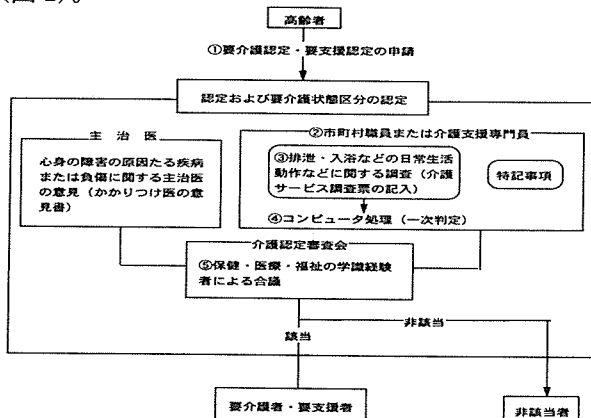 高齢者
①要介護認定・要支援認定の申請
認定および要介護状態区分の認定
主治医
心身の障害の原因たる疾病
または負傷に関する主治医
の意見(かかりつけ医の意
見書)
②市町村職員または介護支援専門員
③排泄・入浴などの日常生活
動作などに関する調査(介護
サービス調査票の記入)
特記事項
④コンピュータ処理(一次判定)
介護認定審査会
⑤保健・医療・福祉の学識経験
者による合議
非該当
該当
要介護者・要支援者
非該当者